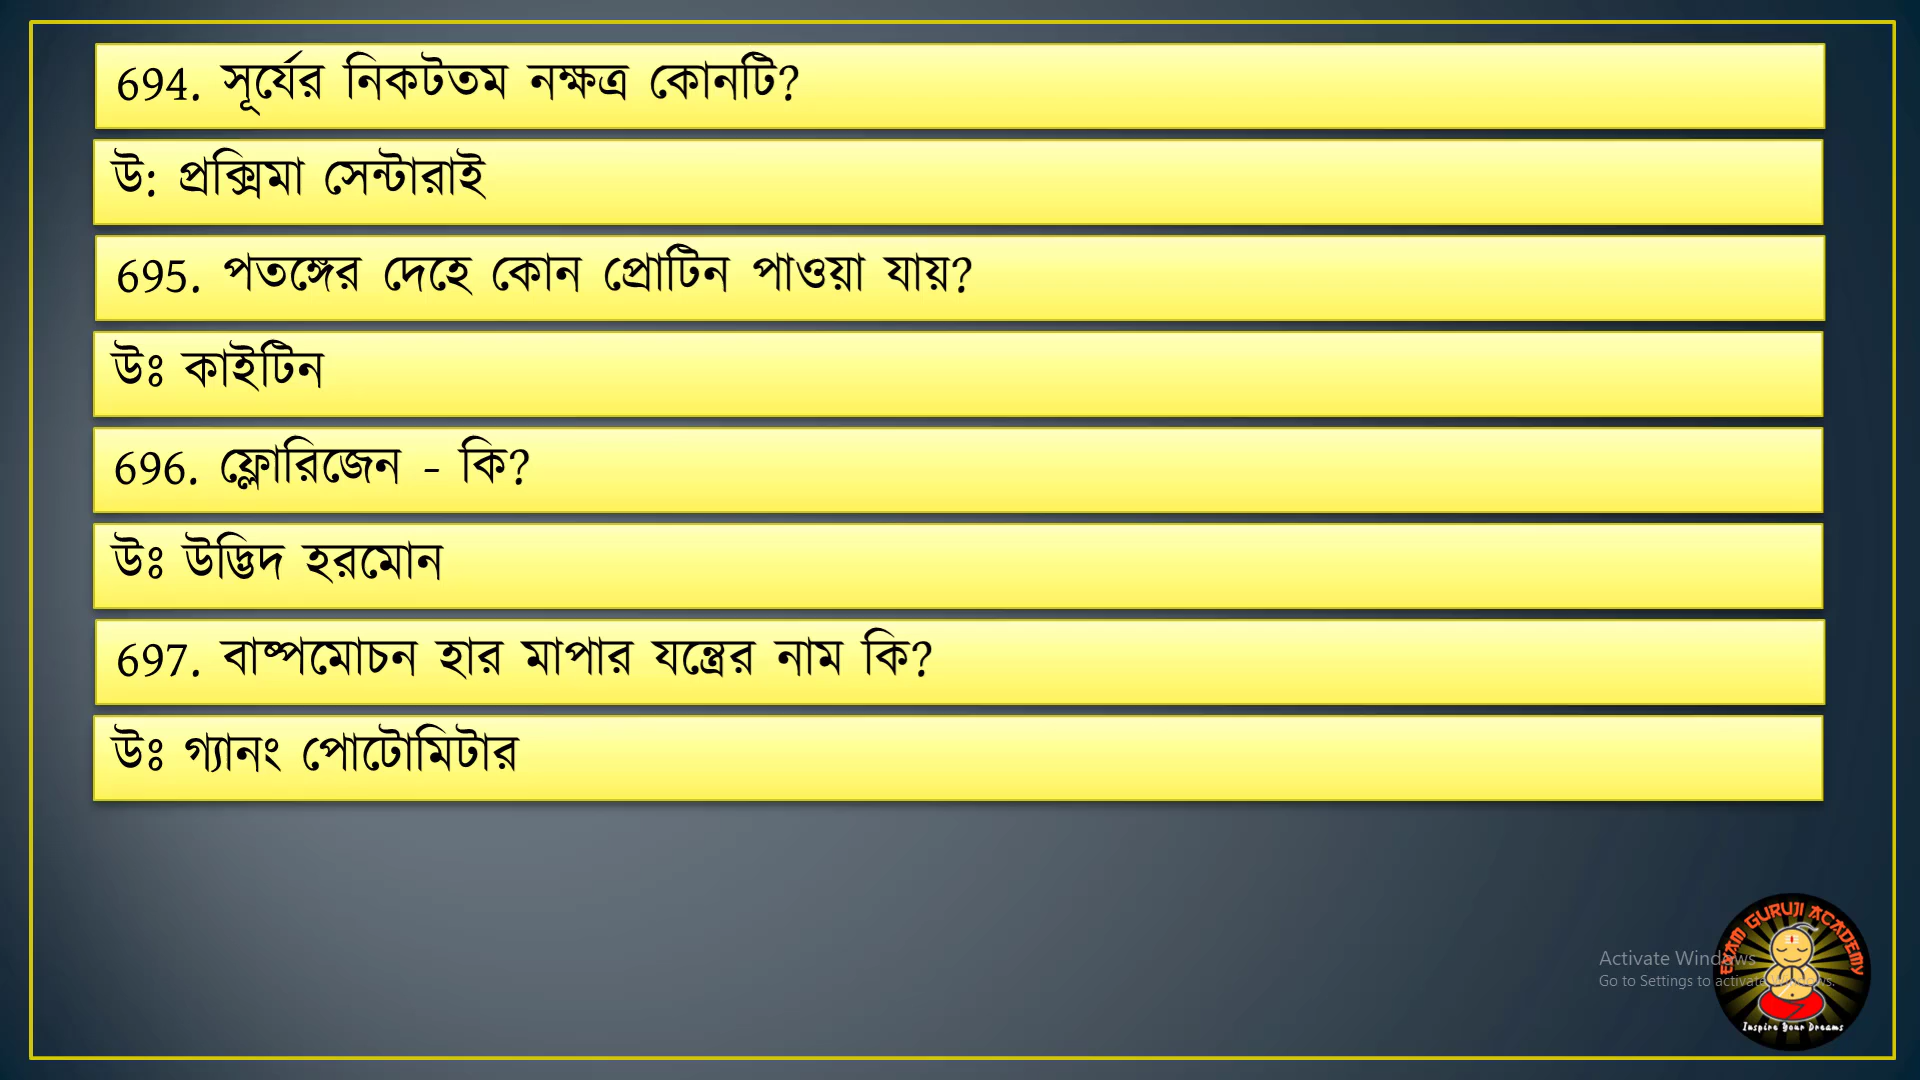 694. সূর্যের নিকটতম নক্ষত্র কোনটি?
উ: প্রক্সিমা সেন্টারাই
695. পতঙ্গের দেহে কোন প্রোটিন পাওয়া যায়?
উঃ কাইটিন
696. ফ্লোরিজেন - কি?
উঃ উদ্ভিদ হরমোন
697. বাষ্পমোচন হার মাপার যন্ত্রের নাম কি?
উঃ গ্যানং পোটোমিটার
EXAM GURUJI ACADEMY
Activate Windows
Go to Settings to activate Windows.
Inspire Your Dreams